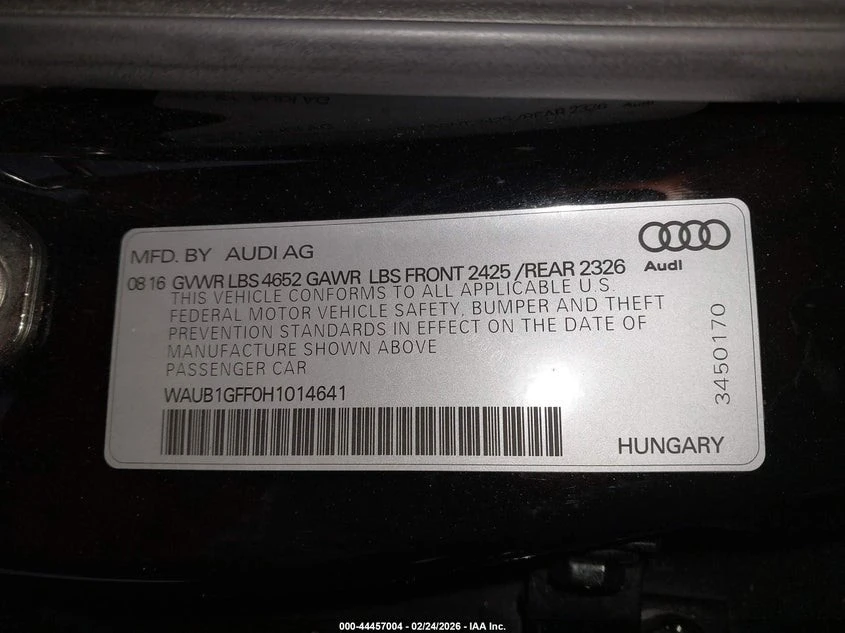 MFD. BY AUDI AG
Audi
08 16 GVWR LBS 4652 GAWR LBS FRONT 2425 /REAR 2326
THIS VEHICLE CONFORMS TO ALL APPLICABLE U.S.
FEDERAL MOTOR VEHICLE SAFETY, BUMPER AND THEFT
PREVENTION STANDARDS IN EFFECT ON THE DATE OF
MANUFACTURE SHOWN ABOVE
PASSENGER CAR
WAUB1GFF0H1014641
3450170
HUNGARY
000-44457004 - 02/24/2026 - IAA Inc.